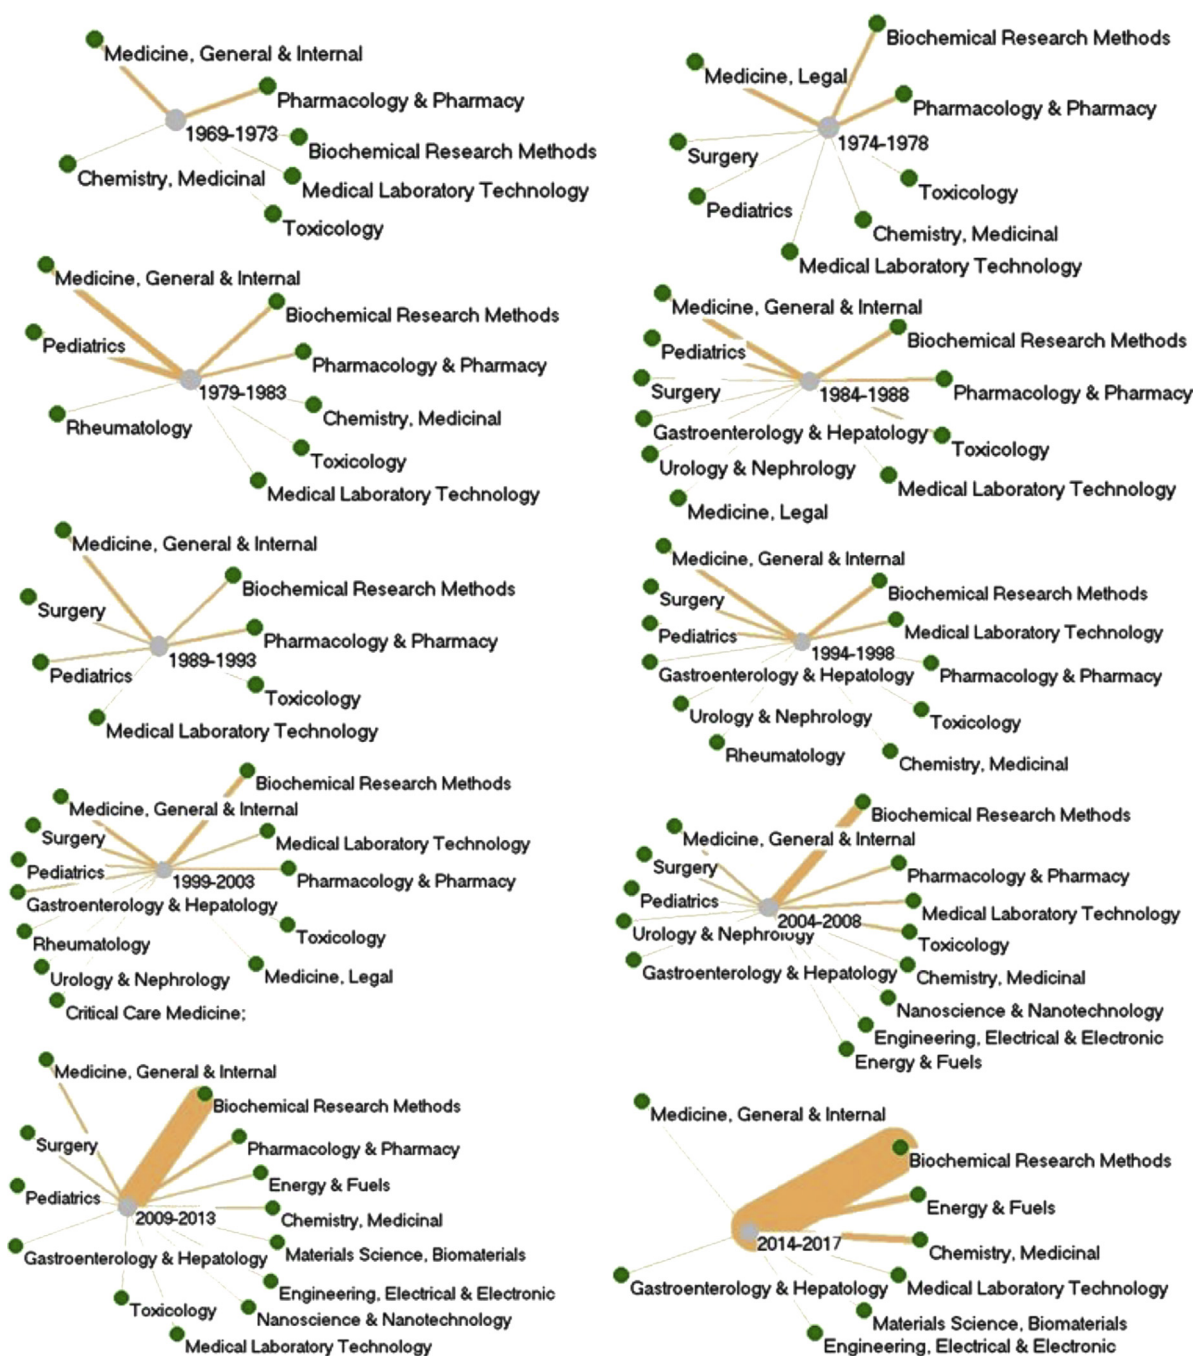 Medicine, General & Internal
Pharmacology & Pharmacy
1969-1973
Biochemical Research Methods
Chemistry, Medicinal
Medical Laboratory Technology
Toxicology
Biochemical Research Methods
Medicine, Legal
Pharmacology & Pharmacy
1974-1978
Surgery
Toxicology
Pediatrics
Chemistry, Medicinal
Medical Laboratory Technology
Medicine, General & Internal
Biochemical Research Methods
Pediatrics
Pharmacology & Pharmacy
1979-1983
Chemistry, Medicinal
Rheumatology
Toxicology
Medical Laboratory Technology
Medicine, General & Internal
Biochemical Research Methods
Pediatrics
Surgery
1984-1988
Pharmacology & Pharmacy
Gastroenterology & Hepatology
Toxicology
Urology & Nephrology
Medical Laboratory Technology
Medicine, Legal
Medicine, General & Internal
Biochemical Research Methods
Surgery
Pharmacology & Pharmacy
1989-1993
Pediatrics
Toxicology
Medical Laboratory Technology
Medicine, General & Internal
Biochemical Research Methods
Surgery
Medical Laboratory Technology
Pediatrics
1994-1998
Gastroenterology & Hepatology
Pharmacology & Pharmacy
Urology & Nephrology
Toxicology
Rheumatology
Chemistry, Medicinal
Biochemical Research Methods
Medicine, General & Internal
Surgery
Medical Laboratory Technology
Pediatrics
1999-2003
Pharmacology & Pharmacy
Gastroenterology & Hepatology
Toxicology
Rheumatology
Urology & Nephrology
Medicine, Legal
Critical Care Medicine;
Biochemical Research Methods
Medicine, General & Internal
Surgery
Pharmacology & Pharmacy
Pediatrics
Medical Laboratory Technology
2004-2008
Urology & Nephrology
Toxicology
Gastroenterology & Hepatology
Chemistry, Medicinal
Nanoscience & Nanotechnology
Engineering, Electrical & Electronic
Energy & Fuels
Medicine, General & Internal
Biochemical Research Methods
Surgery
Pharmacology & Pharmacy
Energy & Fuels
Pediatrics
2009-2013
Chemistry, Medicinal
Gastroenterology & Hepatology
Materials Science, Biomaterials
Engineering, Electrical & Electronic
Toxicology
Nanoscience & Nanotechnology
Medical Laboratory Technology
Medicine, General & Internal
Biochemical Research Methods
Energy & Fuels
2014-2017
Chemistry, Medicinal
Gastroenterology & Hepatology
Medical Laboratory Technology
Materials Science, Biomaterials
Engineering, Electrical & Electronic